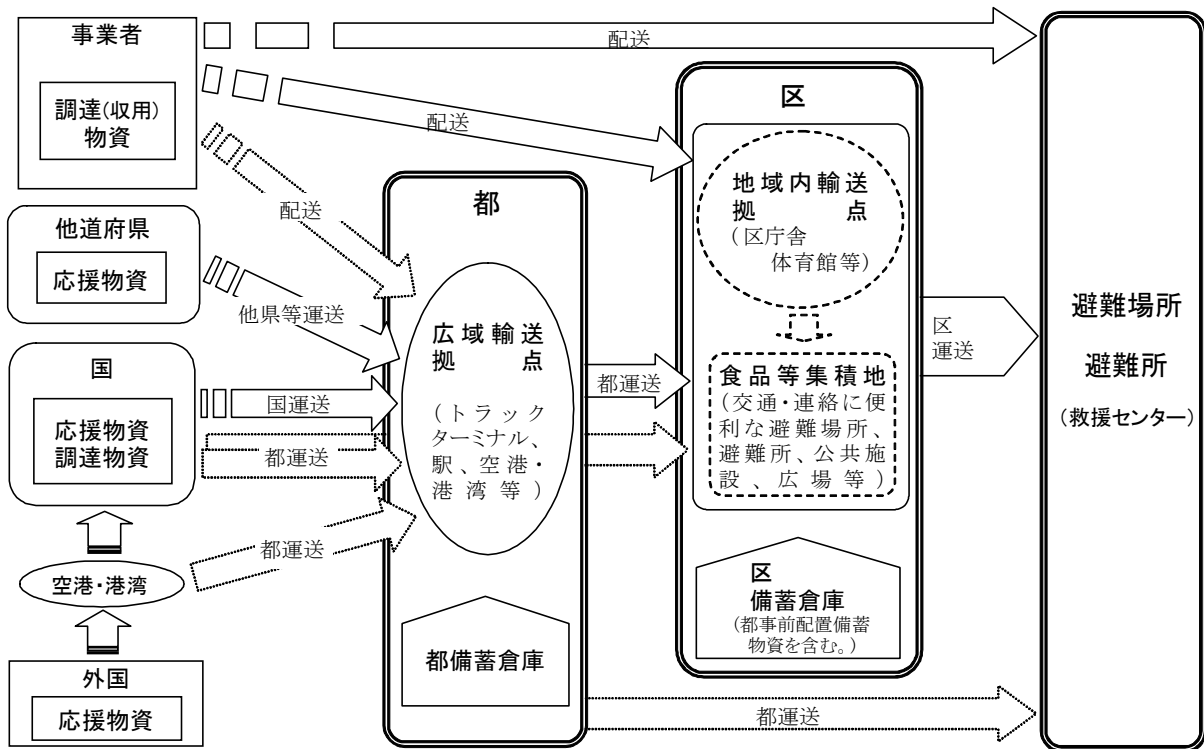 事業者
調達(収用)
物資
他道府県
応援物資
国
応援物資
調達物資
空港・港湾
外国
応援物資
配送
配送
配送
他県等運送
国運送
都運送
都運送
都
広域輸送
拠点
(トラック
ターミナル、
駅、空港・
港湾等)
都備蓄倉庫
都運送
都運送
区
地域内輸送
拠点
(区庁舎
体育館等)
食品等集積地
(交通・連絡に便
利な避難場所、
避難所、公共施
設、広場等)
区
備蓄倉庫
(都事前配置備蓄
物資を含む。)
区
運送
避難場所
避難所
(救援センター)